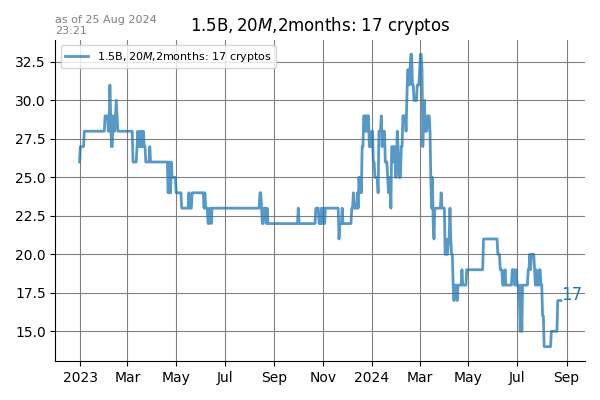 as of 25 Aug 2024
23:21
1.5B, 20M,2months: 17 cryptos
1.5B, 20M,2months: 17 cryptos
32.5
30.0
27.5
25.0
22.5
20.0
17.5
15.0
17
2023 Mar May Jul Sep Nov 2024 Mar May Jul Sep